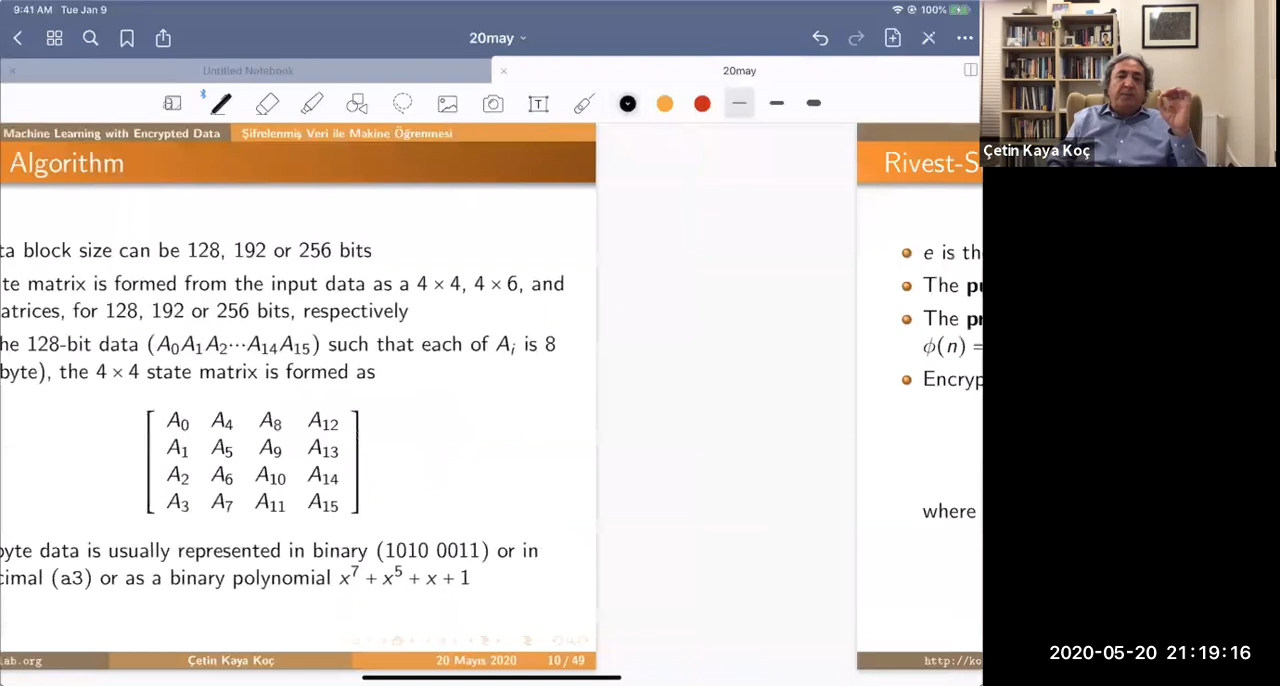 9:41 AM Tue Jan 9
100%
20may
Untitled Notebook
20may
T
Machine Learning with Encrypted Data Şifrelenmiş Veri ile Makine Öğrenmesi
Algorithm
ta block size can be 128, 192 or 256 bits
te matrix is formed from the input data as a 4 × 4, 4 × 6, and
atrices, for 128, 192 or 256 bits, respectively
he 128-bit data (A₀A₁A₂···A₁₄A₁₅) such that each of Aᵢ is 8
byte), the 4 × 4 state matrix is formed as
A₀ A₄ A₈ A₁₂
A₁ A₅ A₉ A₁₃
A₂ A₆ A₁₀ A₁₄
A₃ A₇ A₁₁ A₁₅
byte data is usually represented in binary (1010 0011) or in
cimal (a3) or as a binary polynomial x⁷ + x⁵ + x + 1
lab.org Çetin Kaya Koç 20 Mayıs 2020 10 / 49
Rivest-S
e is th
The pu
The pr
ϕ(n) =
Encryp
where
http://ko
Çetin Kaya Koç
2020-05-20 21:19:16